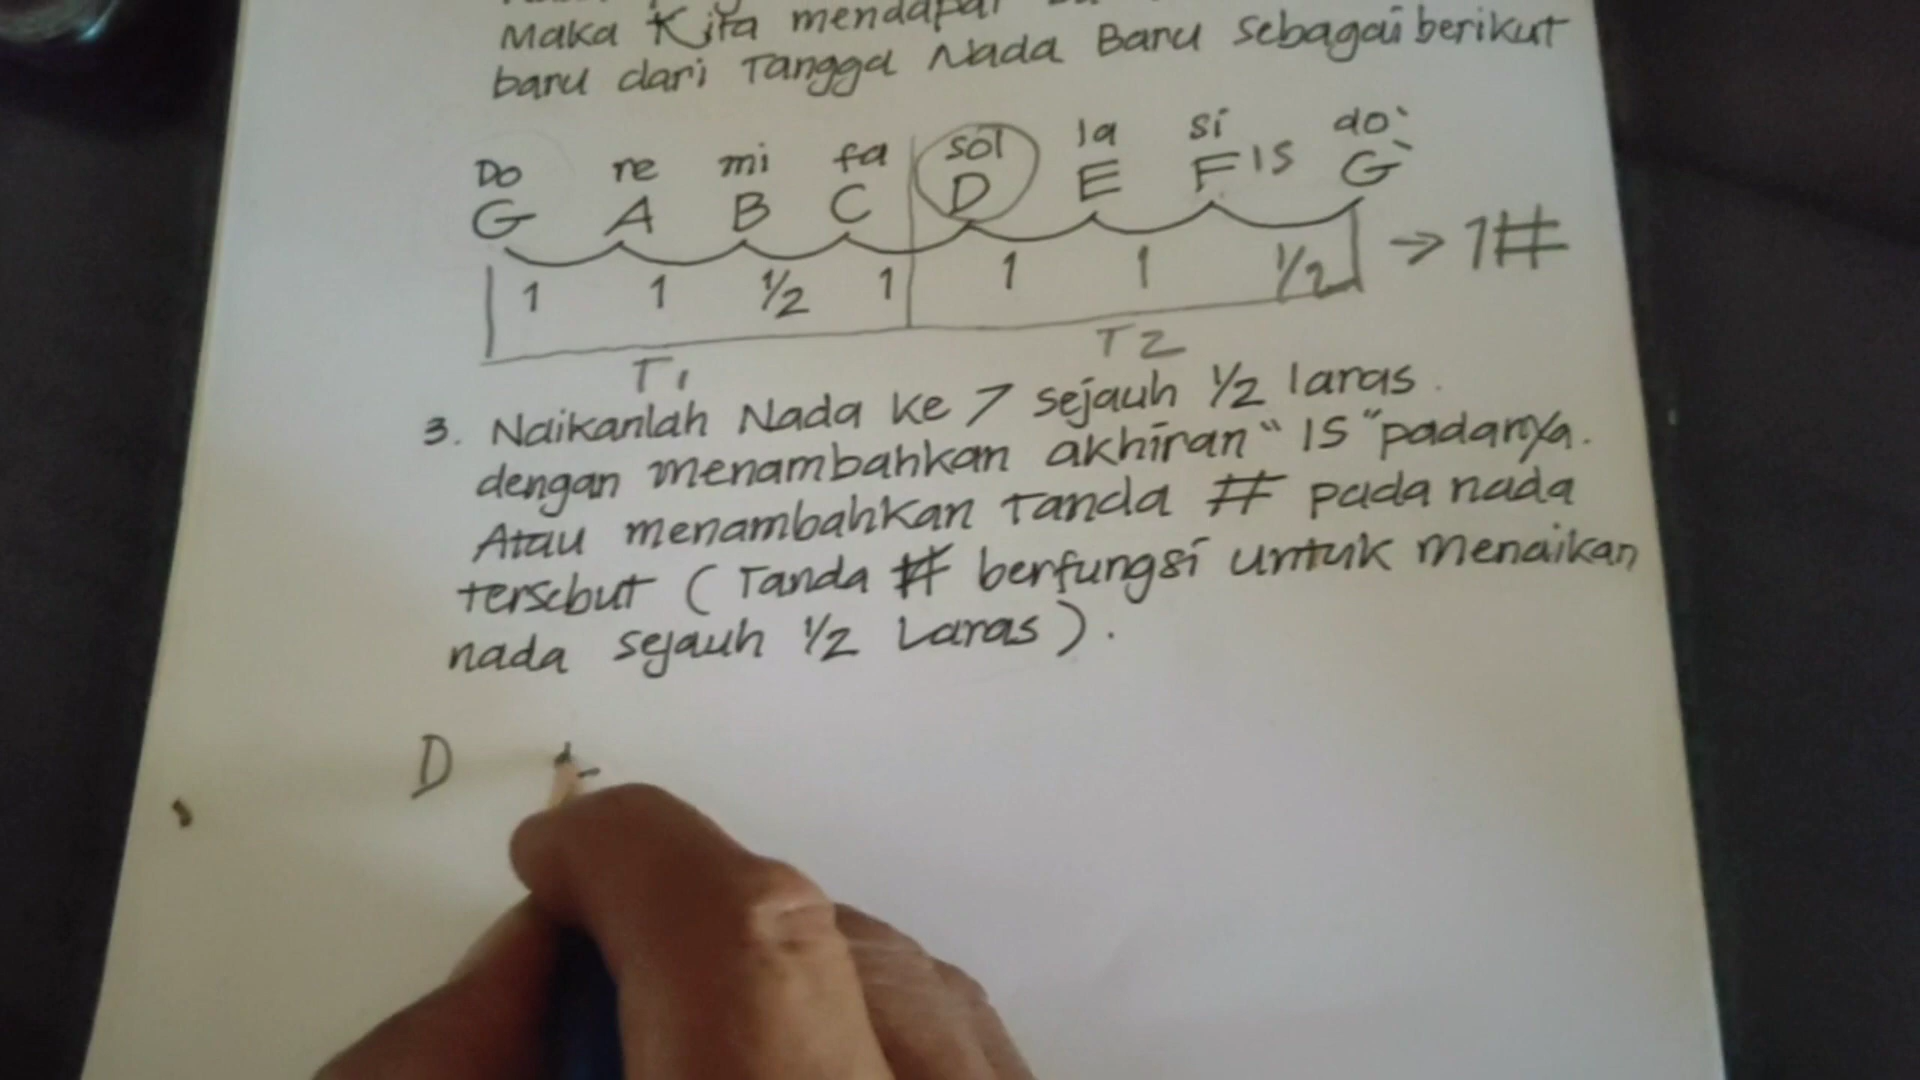 Maka Kita mendapat
baru dari Tangga Nada Baru sebagai berikut
Do re mi fa sol la si do'
G A B C D E FIS G'
1 1 1/2 1 1 1 1/2 → 1#
T1 T2
3. Naikanlah Nada ke 7 sejauh 1/2 laras.
dengan menambahkan akhiran "IS" padanya.
Atau menambahkan Tanda # pada nada
tersebut (Tanda # berfungsi untuk menaikan
nada sejauh 1/2 Laras).
D